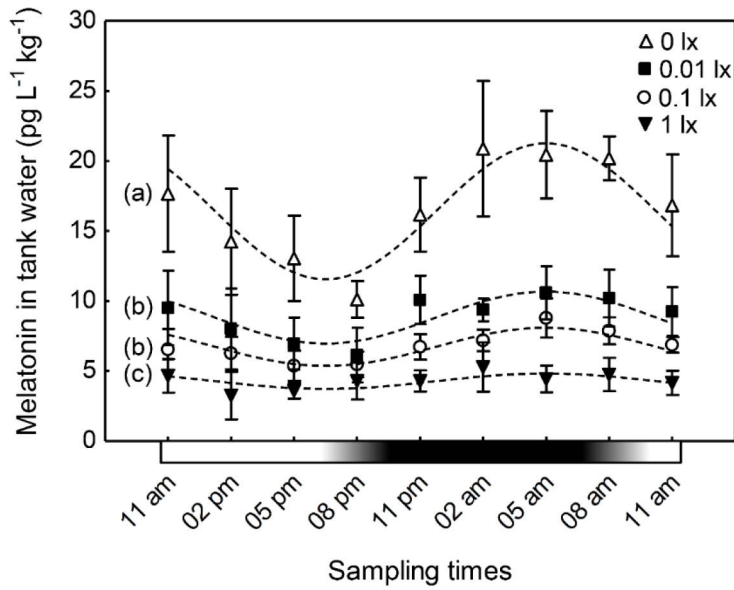 Melatonin in tank water (pg L⁻¹ kg⁻¹)
30
25
20
15
10
5
0
0 lx
0.01 lx
0.1 lx
1 lx
(a)
(b)
(b)
(c)
11 am
02 pm
05 pm
08 pm
11 pm
02 am
05 am
08 am
11 am
Sampling times